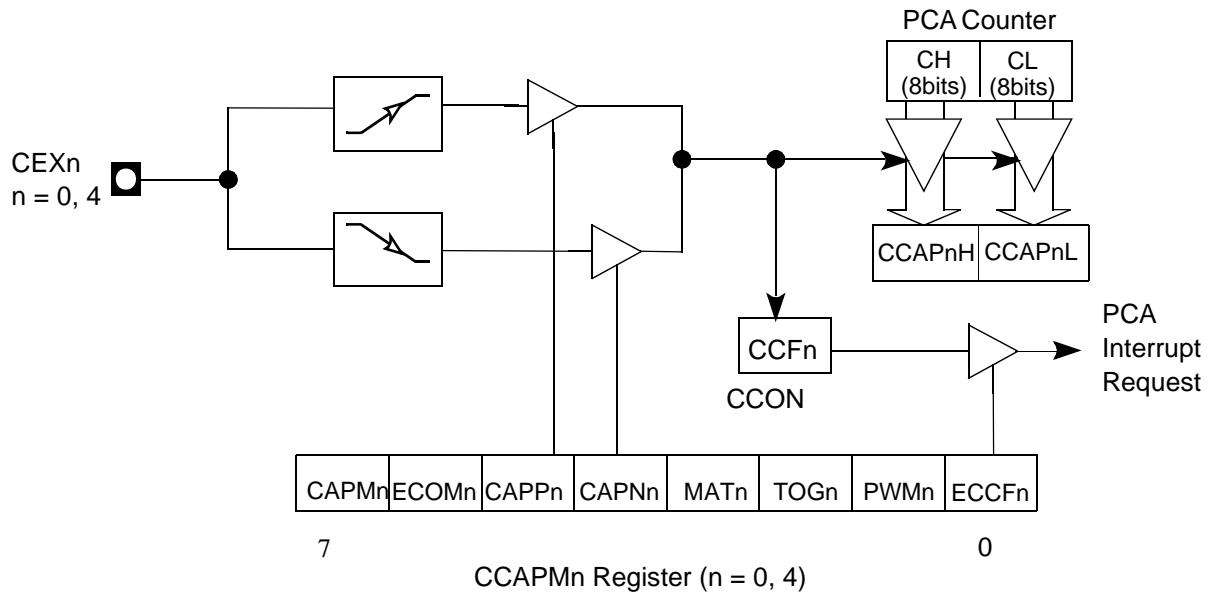 PCA Counter
CH
(8bits)
CL
(8bits)
CEXn
n = 0, 4
CCAPnH
CCAPnL
CCFn
CCON
PCA
Interrupt
Request
CAPMn
ECOMn
CAPPn
CAPNn
MATn
TOGn
PWMn
ECCFn
7
0
CCAPMn Register (n = 0, 4)